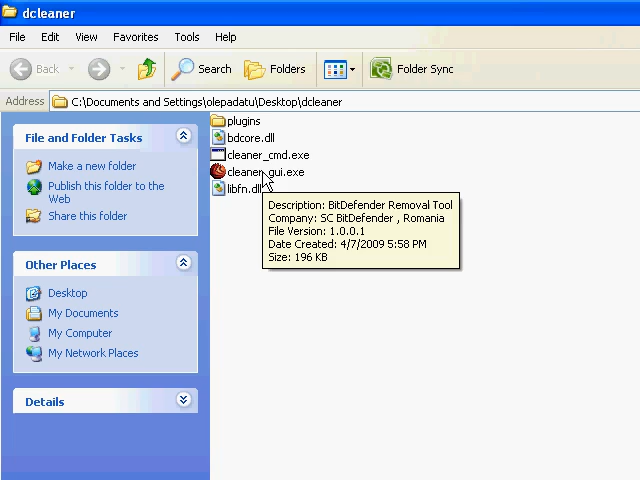 dcleaner
File Edit View Favorites Tools Help
Back Search Folders Folder Sync
Address C:\Documents and Settings\olepadatu\Desktop\dcleaner
File and Folder Tasks
Make a new folder
Publish this folder to the
Web
Share this folder
Other Places
Desktop
My Documents
My Computer
My Network Places
Details
plugins
bdcore.dll
cleaner_cmd.exe
cleaner_gui.exe
libfn.dll
Description: BitDefender Removal Tool
Company: SC BitDefender , Romania
File Version: 1.0.0.1
Date Created: 4/7/2009 5:58 PM
Size: 196 KB